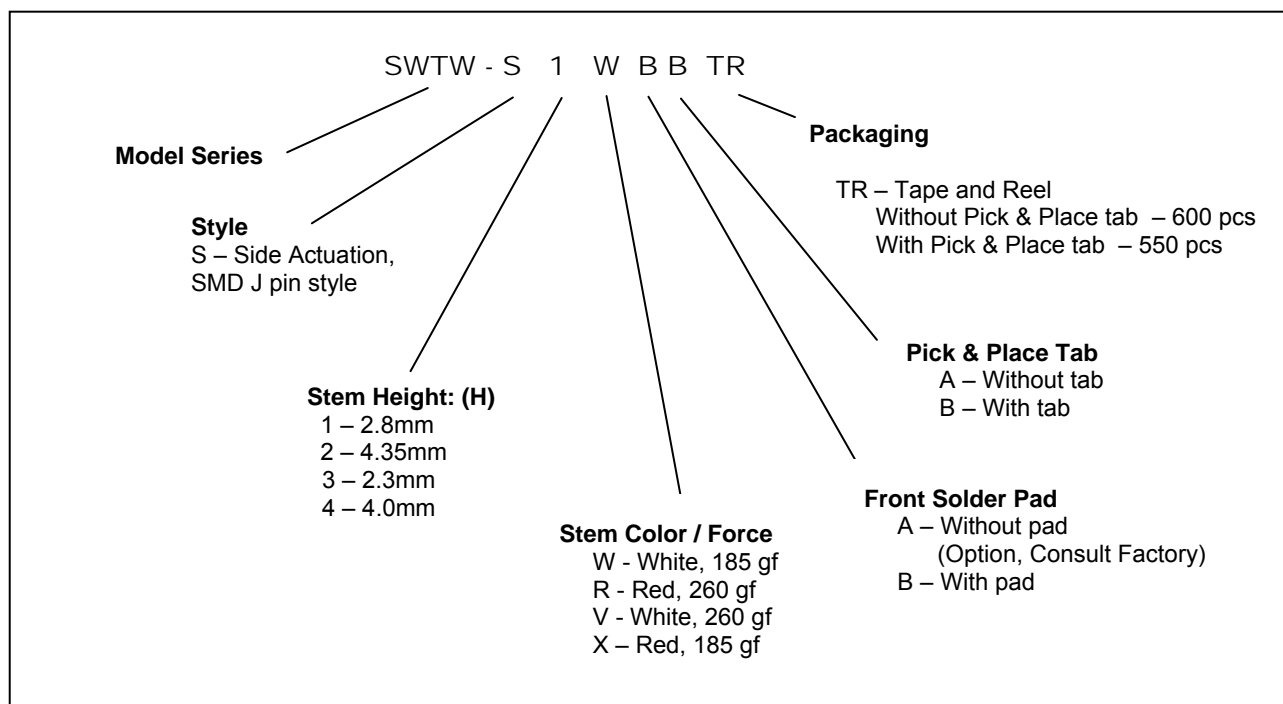 SWTW - S 1 W B B TR
Model Series
Style
S – Side Actuation,
SMD J pin style
Stem Height: (H)
1 – 2.8mm
2 – 4.35mm
3 – 2.3mm
4 – 4.0mm
Stem Color / Force
W - White, 185 gf
R - Red, 260 gf
V - White, 260 gf
X – Red, 185 gf
Front Solder Pad
A – Without pad
(Option, Consult Factory)
B – With pad
Pick & Place Tab
A – Without tab
B – With tab
Packaging
TR – Tape and Reel
Without Pick & Place tab – 600 pcs
With Pick & Place tab – 550 pcs